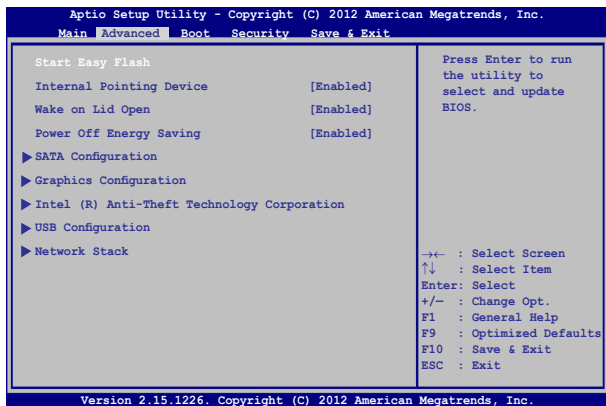 Aptio Setup Utility - Copyright (C) 2012 American Megatrends, Inc.
Main Advanced Boot Security Save & Exit
Start Easy Flash
Internal Pointing Device [Enabled]
Wake on Lid Open [Enabled]
Power Off Energy Saving [Enabled]
SATA Configuration
Graphics Configuration
Intel (R) Anti-Theft Technology Corporation
USB Configuration
Network Stack
Press Enter to run
the utility to
select and update
BIOS.
→← : Select Screen
↑↓ : Select Item
Enter: Select
+/— : Change Opt.
F1 : General Help
F9 : Optimized Defaults
F10 : Save & Exit
ESC : Exit
Version 2.15.1226. Copyright (C) 2012 American Megatrends, Inc.